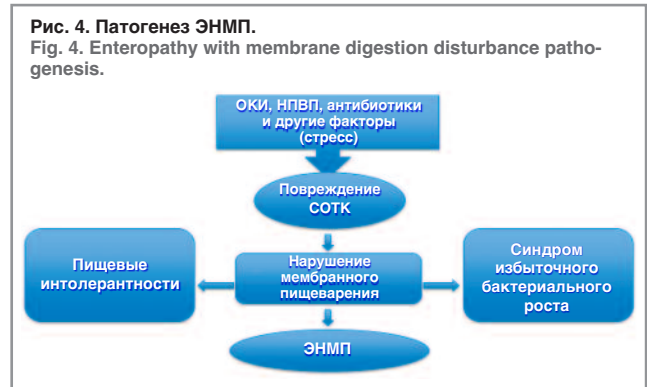 Рис. 4. Патогенез ЭНМП.
Fig. 4. Enteropathy with membrane digestion disturbance patho-
genesis.
ОКИ, НПВП, антибиотики
и другие факторы
(стресс)
Повреждение
СОТК
Пищевые
интолерантности
Нарушение
мембранного
пищеварения
Синдром
избыточного
бактериального
роста
ЭНМП